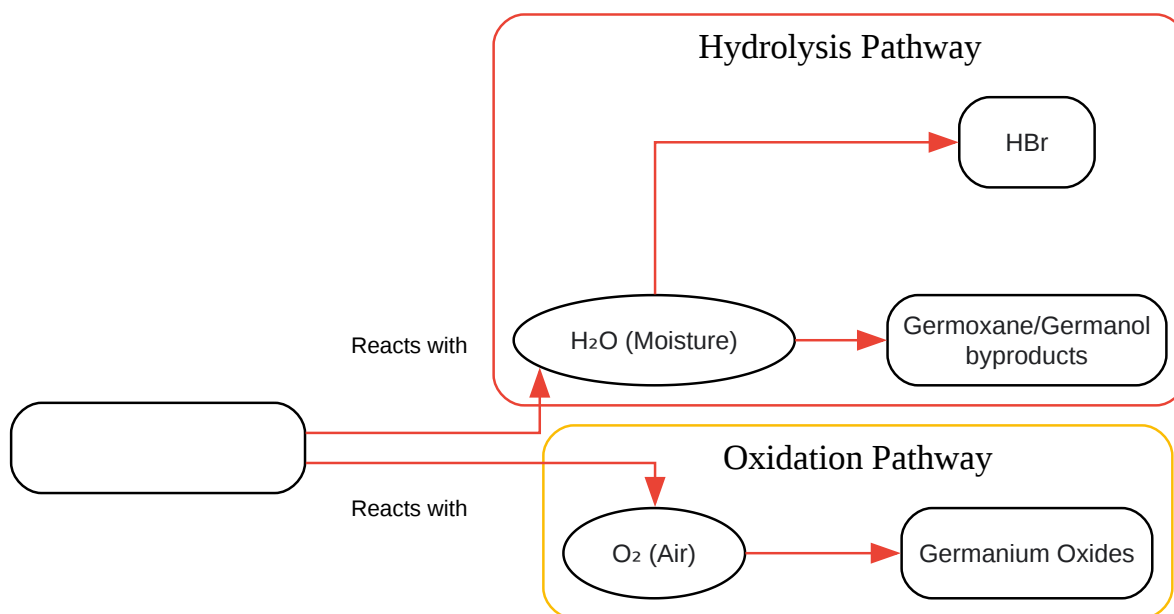 Hydrolysis Pathway
HBr
Reacts with
H₂O (Moisture)
Germoxane/Germanol
byproducts
Oxidation Pathway
Reacts with
O₂ (Air)
Germanium Oxides